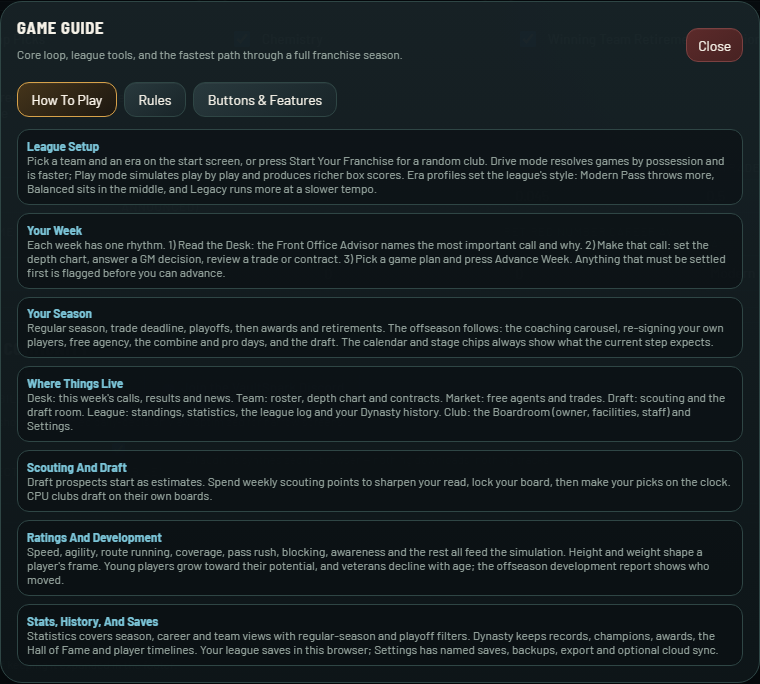 GAME GUIDE
Core loop, league tools, and the fastest path through a full franchise season.
Close
How To Play
Rules
Buttons & Features
League Setup
Pick a team and an era on the start screen, or press Start Your Franchise for a random club. Drive mode resolves games by possession and
is faster; Play mode simulates play by play and produces richer box scores. Era profiles set the league's style: Modern Pass throws more,
Balanced sits in the middle, and Legacy runs more at a slower tempo.
Your Week
Each week has one rhythm. 1) Read the Desk: the Front Office Advisor names the most important call and why. 2) Make that call: set the
depth chart, answer a GM decision, review a trade or contract. 3) Pick a game plan and press Advance Week. Anything that must be settled
first is flagged before you can advance.
Your Season
Regular season, trade deadline, playoffs, then awards and retirements. The offseason follows: the coaching carousel, re-signing your own
players, free agency, the combine and pro days, and the draft. The calendar and stage chips always show what the current step expects.
Where Things Live
Desk: this week's calls, results and news. Team: roster, depth chart and contracts. Market: free agents and trades. Draft: scouting and the
draft room. League: standings, statistics, the league log and your Dynasty history. Club: the Boardroom (owner, facilities, staff) and
Settings.
Scouting And Draft
Draft prospects start as estimates. Spend weekly scouting points to sharpen your read, lock your board, then make your picks on the clock.
CPU clubs draft on their own boards.
Ratings And Development
Speed, agility, route running, coverage, pass rush, blocking, awareness and the rest all feed the simulation. Height and weight shape a
player's frame. Young players grow toward their potential, and veterans decline with age; the offseason development report shows who
moved.
Stats, History, And Saves
Statistics covers season, career and team views with regular-season and playoff filters. Dynasty keeps records, champions, awards, the
Hall of Fame and player timelines. Your league saves in this browser; Settings has named saves, backups, export and optional cloud sync.